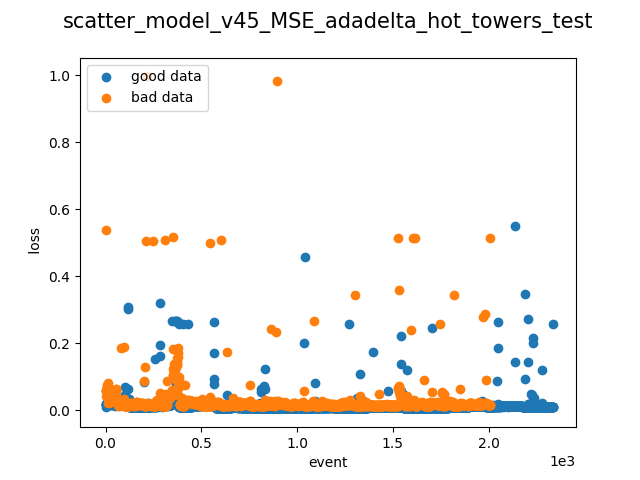 scatter_model_v45_MSE_adadelta_hot_towers_test
good data
bad data
1.0
0.8
0.6
0.4
0.2
0.0
loss
0.0
0.5
1.0
1.5
2.0
1e3
event